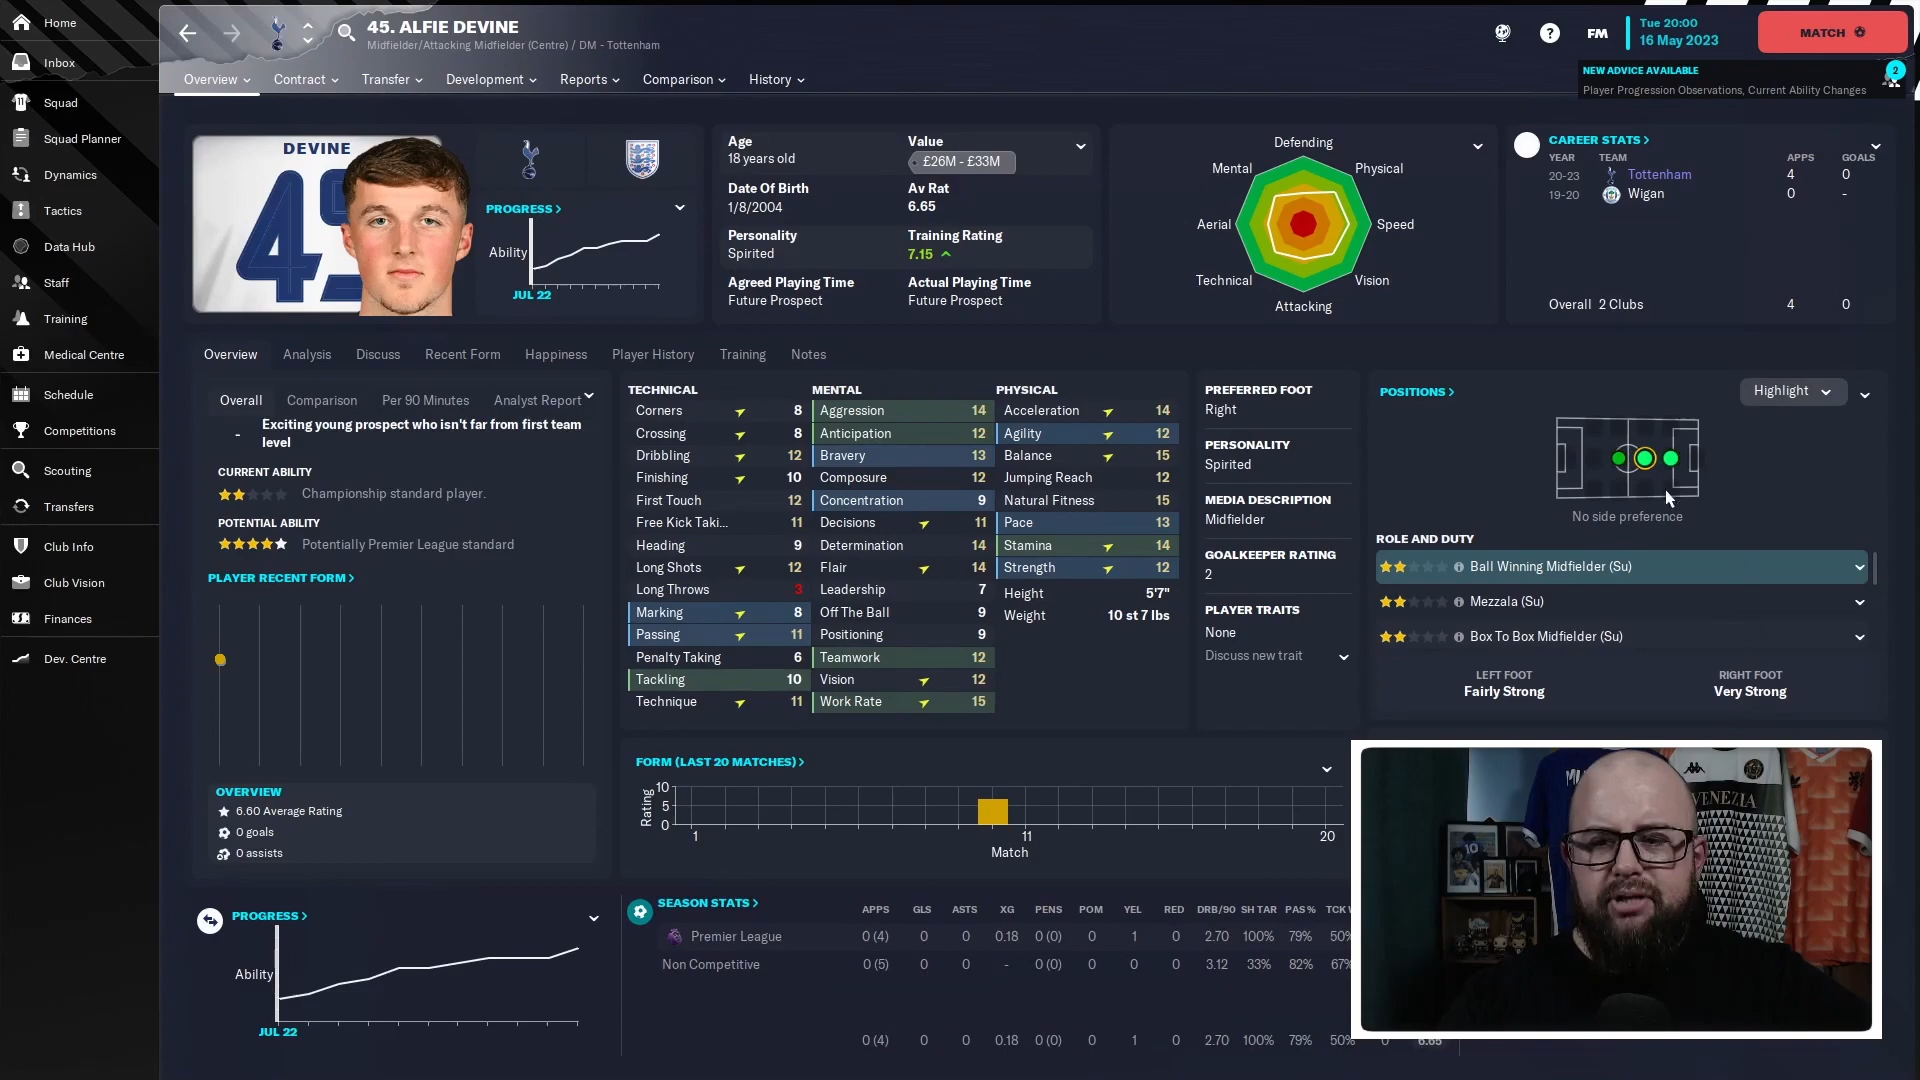 Home
Inbox
Squad
Squad Planner
Dynamics
Tactics
Data Hub
Staff
Training
Medical Centre
Schedule
Competitions
Scouting
Transfers
Club Info
Club Vision
Finances
Dev. Centre
45. ALFIE DEVINE
Midfielder/Attacking Midfielder (Centre) / DM - Tottenham
Overview Contract Transfer Development Reports Comparison History
FM
Tue 20:00
16 May 2023
MATCH
NEW ADVICE AVAILABLE 2
Player Progression Observations, Current Ability Changes
DEVINE
PROGRESS >
Ability
JUL 22
Age
18 years old
Value
£26M - £33M
Date Of Birth
1/8/2004
Av Rat
6.65
Personality
Spirited
Training Rating
7.15
Agreed Playing Time
Future Prospect
Actual Playing Time
Future Prospect
Defending
Mental Physical
Aerial Speed
Technical Vision
Attacking
CAREER STATS >
YEAR TEAM APPS GOALS
20-23 Tottenham 4 0
19-20 Wigan 0 -
Overall 2 Clubs 4 0
Overview Analysis Discuss Recent Form Happiness Player History Training Notes
Overall Comparison Per 90 Minutes Analyst Report
- Exciting young prospect who isn't far from first team
level
CURRENT ABILITY
Championship standard player.
POTENTIAL ABILITY
Potentially Premier League standard
PLAYER RECENT FORM >
OVERVIEW
6.60 Average Rating
0 goals
0 assists
TECHNICAL
Corners 8
Crossing 8
Dribbling 12
Finishing 10
First Touch 12
Free Kick Taki... 11
Heading 9
Long Shots 12
Long Throws 3
Marking 8
Passing 11
Penalty Taking 6
Tackling 10
Technique 11
MENTAL
Aggression 14
Anticipation 12
Bravery 13
Composure 12
Concentration 9
Decisions 11
Determination 14
Flair 14
Leadership 7
Off The Ball 9
Positioning 9
Teamwork 12
Vision 12
Work Rate 15
PHYSICAL
Acceleration 14
Agility 12
Balance 15
Jumping Reach 12
Natural Fitness 15
Pace 13
Stamina 14
Strength 12
Height 5'7"
Weight 10 st 7 lbs
PREFERRED FOOT
Right
PERSONALITY
Spirited
MEDIA DESCRIPTION
Midfielder
GOALKEEPER RATING
2
PLAYER TRAITS
None
Discuss new trait
POSITIONS >
Highlight
No side preference
ROLE AND DUTY
Ball Winning Midfielder (Su)
Mezzala (Su)
Box To Box Midfielder (Su)
LEFT FOOT
Fairly Strong
RIGHT FOOT
Very Strong
FORM (LAST 20 MATCHES) >
Rating
10
5
0
1 11 20
Match
PROGRESS >
Ability
JUL 22
SEASON STATS > APPS GLS ASTS XG PENS POM YEL RED DRB/90 SH TAR PAS %
Premier League 0 (4) 0 0 0.18 0 (0) 0 1 0 2.70 100% 79% 50%
Non Competitive 0 (5) 0 0 - 0 (0) 0 0 0 3.12 33% 82% 67%
0 (4) 0 0 0.18 0 (0) 0 1 0 2.70 100% 79% 50% 0 6.65
VENEZIA
10